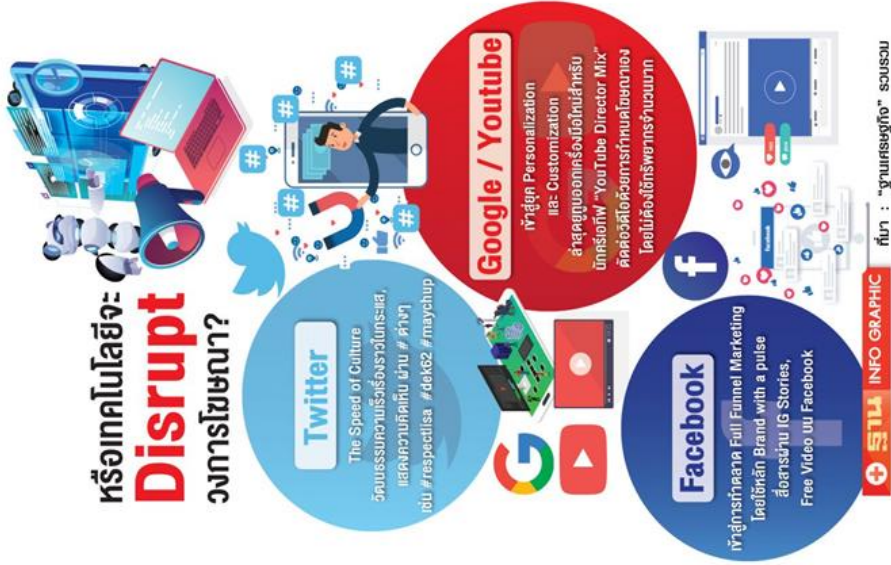 หรือเทคโนโลยีจะ
Disrupt
วงการโฆษณา?
Twitter
The Speed of Culture
วัฒนธรรมความเร็วเรื่องราวในกระแส,
แสดงความคิดเห็น ผ่าน # ต่างๆ
เช่น #respectlisa #dek62 #maychup
Google / Youtube
เข้าสู่ยุค Personalization
และ Customization
ล่าสุดยูทูบออกเครื่องมือใหม่สำหรับ
นักครีเอทีฟ "YouTube Director Mix"
ตัดต่อวิดีโอด้วยการกำหนดโฆษณาเอง
โดยไม่ต้องใช้ทรัพยากรจำนวนมาก
Facebook
เข้าสู่การทำตลาด Full Funnel Marketing
โดยใช้หลัก Brand with a pulse
สื่อสารผ่าน IG Stories,
Free Video บน Facebook
facebook
ฐาน INFO GRAPHIC
ที่มา : "ฐานเศรษฐกิจ" รวบรวม